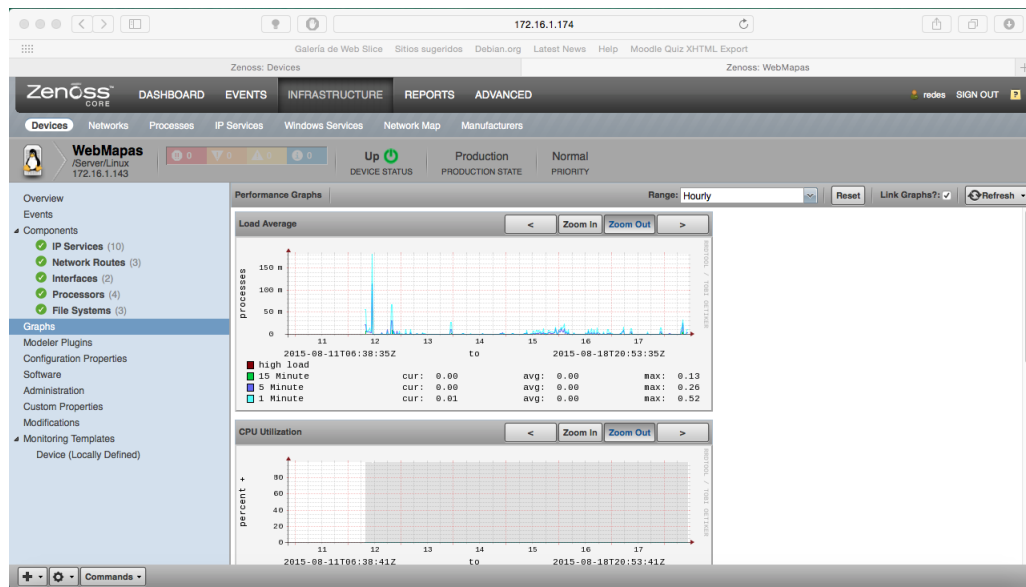 172.16.1.174
Galería de Web Slice Sitios sugeridos Debian.org Latest News Help Moodle Quiz XHTML Export
Zenoss: Devices Zenoss: WebMapas
Zenoss CORE DASHBOARD EVENTS INFRASTRUCTURE REPORTS ADVANCED redes SIGN OUT ?
Devices Networks Processes IP Services Windows Services Network Map Manufacturers
WebMapas
/Server/Linux
172.16.1.143
0 0 0 0
Up
DEVICE STATUS
Production
PRODUCTION STATE
Normal
PRIORITY
Overview
Events
Components
IP Services (10)
Network Routes (3)
Interfaces (2)
Processors (4)
File Systems (3)
Graphs
Modeler Plugins
Configuration Properties
Software
Administration
Custom Properties
Modifications
Monitoring Templates
Device (Locally Defined)
Performance Graphs Range: Hourly Reset Link Graphs?: Refresh
Load Average < Zoom In Zoom Out >
processes
150 m
100 m
50 m
0
11 12 13 14 15 16 17
2015-08-11T06:38:35Z to 2015-08-18T20:53:35Z
high load
15 Minute cur: 0.00 avg: 0.00 max: 0.13
5 Minute cur: 0.00 avg: 0.00 max: 0.26
1 Minute cur: 0.01 avg: 0.00 max: 0.52
RRDTOOL / TOBI OETIKER
CPU Utilization < Zoom In Zoom Out >
percent +
80
60
40
20
0
11 12 13 14 15 16 17
2015-08-11T06:38:41Z to 2015-08-18T20:53:41Z
RRDTOOL / TOBI OETIKER
Commands